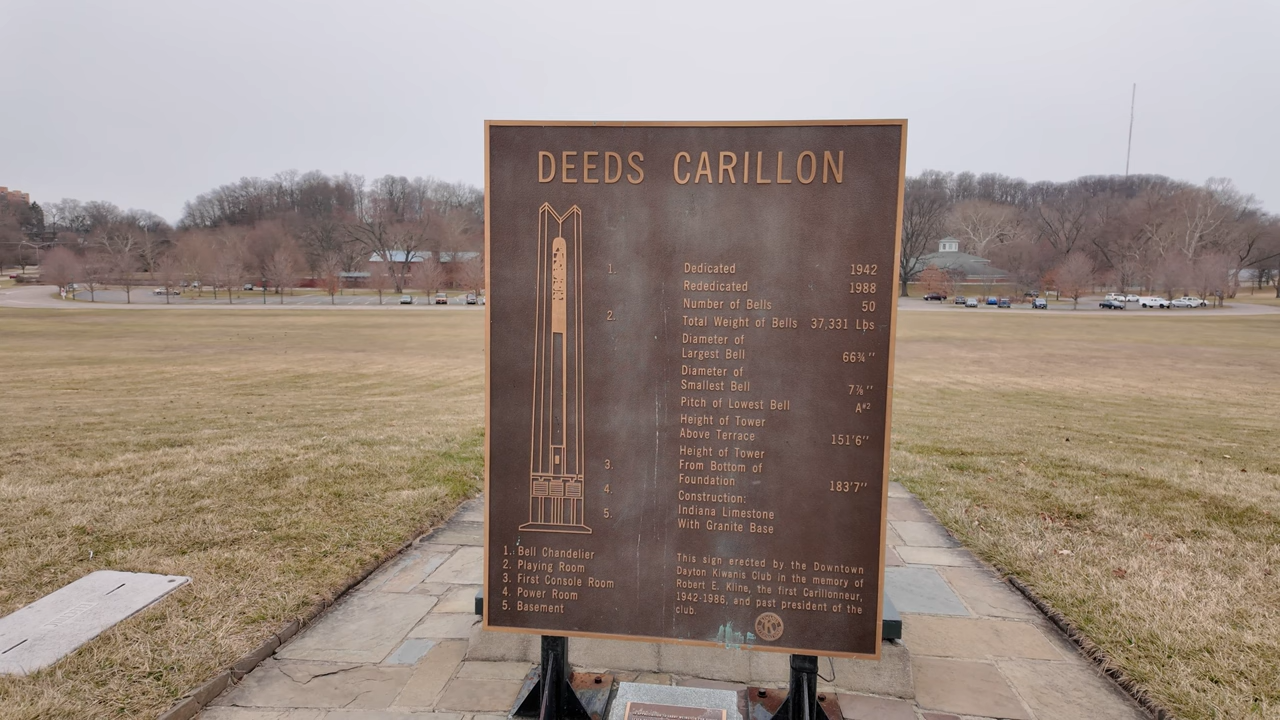 DEEDS CARILLON
1.
2.
3.
4.
5.
Dedicated 1942
Rededicated 1988
Number of Bells 50
Total Weight of Bells 37,331 Lbs
Diameter of
Largest Bell 66¾"
Diameter of
Smallest Bell 7⅞"
Pitch of Lowest Bell A#2
Height of Tower
Above Terrace 151'6"
Height of Tower
From Bottom of
Foundation 183'7"
Construction:
Indiana Limestone
With Granite Base
1. Bell Chandelier
2. Playing Room
3. First Console Room
4. Power Room
5. Basement
This sign erected by the Downtown
Dayton Kiwanis Club in the memory of
Robert E. Kline, the first Carillonneur,
1942-1986, and past president of the
club.